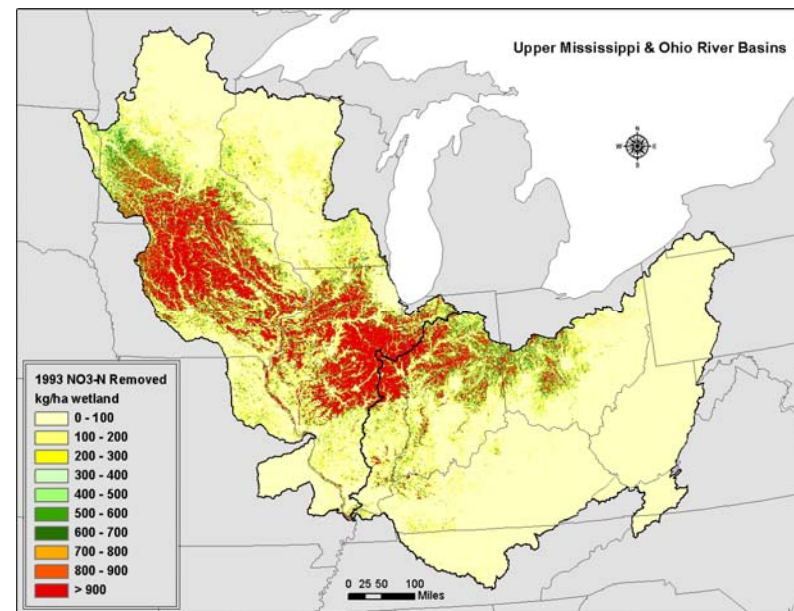 Upper Mississippi & Ohio River Basins
N
W E
S
1993 NO3-N Removed
kg/ha wetland
0 - 100
100 - 200
200 - 300
300 - 400
400 - 500
500 - 600
600 - 700
700 - 800
800 - 900
> 900
0 25 50 100
Miles